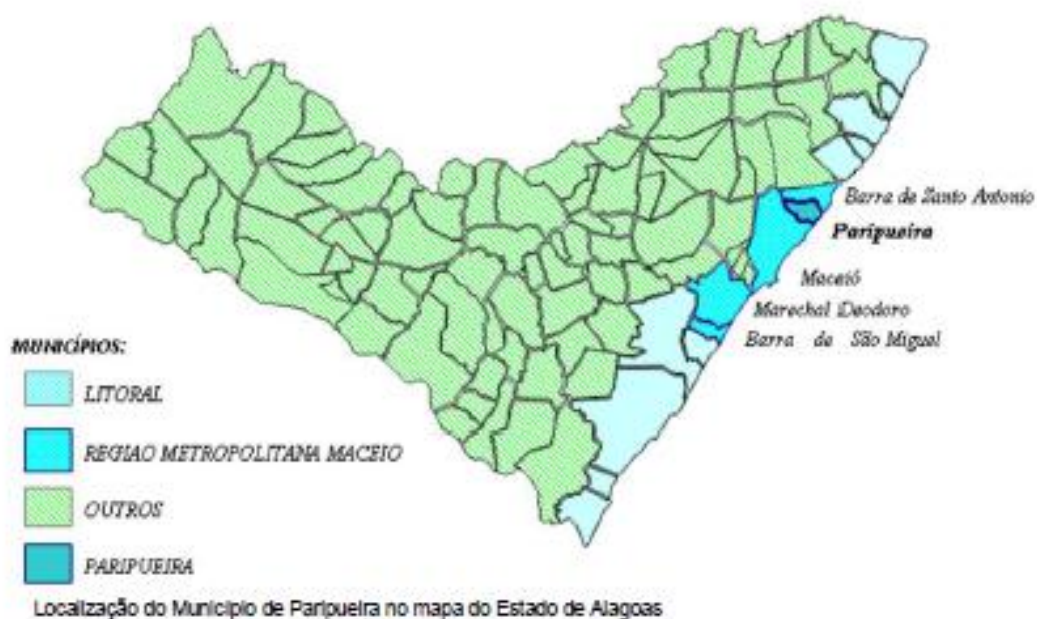 Barra de Santo Antonio
Paripueira
Maceió
Marechal Deodoro
Barra de São Miguel
MUNICÍPIOS:
LITORAL
REGIAO METROPOLITANA MACEIO
OUTROS
PARIPUEIRA
Localização do Município de Paripueira no mapa do Estado de Alagoas